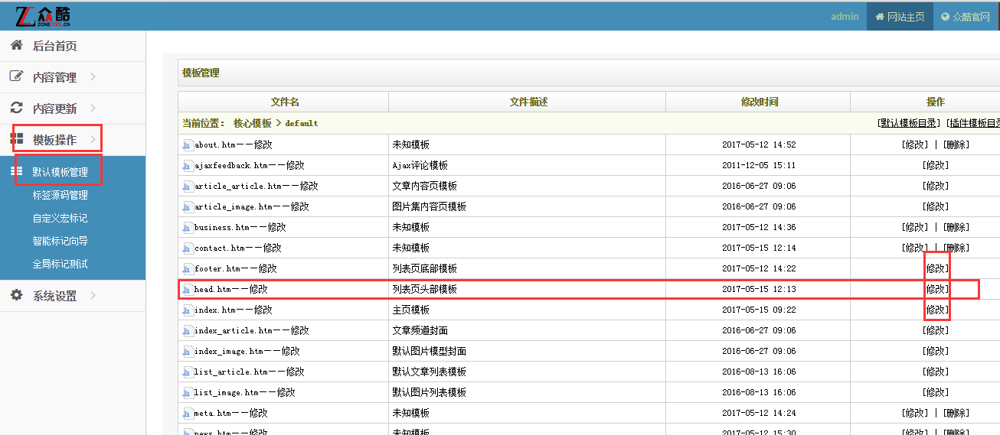 众酷
ZONECOOL.CN
admin
网站主页
众酷官网
后台首页
内容管理
内容更新
模板操作
默认模板管理
标签源码管理
自定义宏标记
智能标记向导
全局标记测试
系统设置
模板管理
文件名 文件描述 修改时间 操作
当前位置: 核心模板 > default [默认模板目录] [插件模板目录
about.htm——修改 未知模板 2017-05-12 14:52 [修改] | [删除]
ajaxfeedback.htm——修改 Ajax评论模板 2011-12-05 15:11 [修改]
article_article.htm——修改 文章内容页模板 2016-06-27 09:06 [修改]
article_image.htm——修改 图片集内容页模板 2016-06-27 09:06 [修改]
business.htm——修改 未知模板 2017-05-12 14:36 [修改] | [删除]
contact.htm——修改 未知模板 2017-05-15 12:14 [修改] | [删除]
footer.htm——修改 列表页底部模板 2017-05-12 14:22 修改]
head.htm——修改 列表页头部模板 2017-05-15 12:13 修改]
index.htm——修改 主页模板 2017-05-15 09:22 修改]
index_article.htm——修改 文章频道封面 2016-06-27 09:06 [修改]
index_image.htm——修改 默认图片模型封面 2016-06-27 09:06 [修改]
list_article.htm——修改 默认文章列表模板 2016-08-13 16:06 [修改]
list_image.htm——修改 默认图片列表模板 2016-08-13 16:06 [修改]
meta.htm——修改 未知模板 2017-05-12 14:24 [修改] | [删除]
news.htm——修改 未知模板 2017-05-12 15:30 [修改] | [删除]